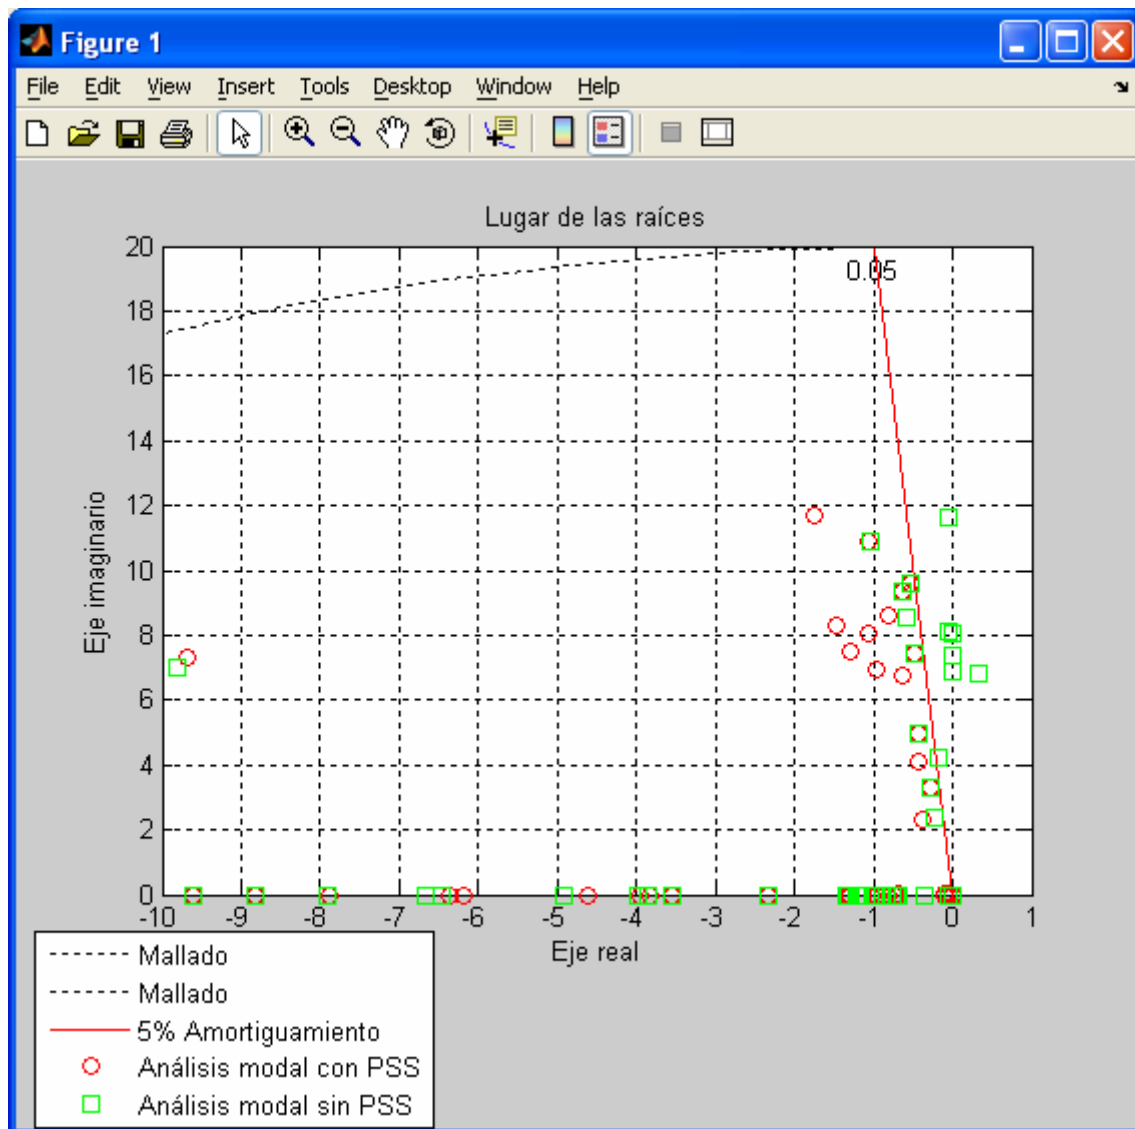 Figure 1
File Edit View Insert Tools Desktop Window Help
Lugar de las raíces
20
18
16
14
12
10
8
6
4
2
0
0.05
Eje imaginario
-10 -9 -8 -7 -6 -5 -4 -3 -2 -1 0 1
Eje real
Mallado
Mallado
5% Amortiguamiento
Análisis modal con PSS
Análisis modal sin PSS